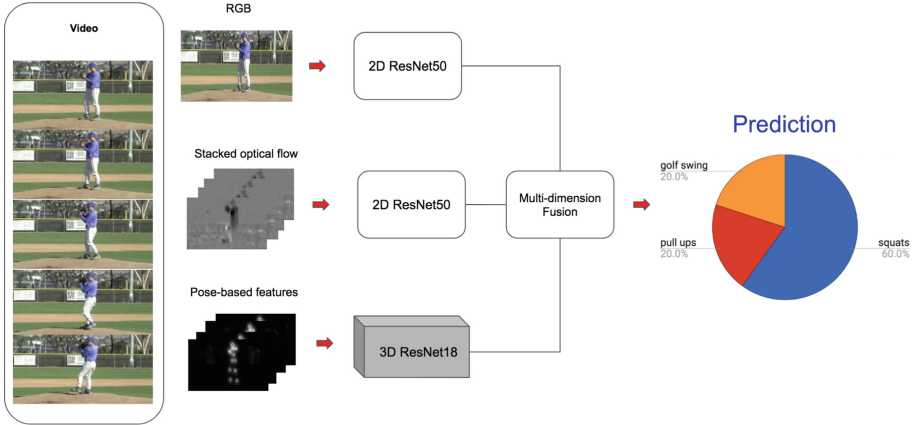 Video
RGB
2D ResNet50
Stacked optical flow
2D ResNet50
Multi-dimension
Fusion
Pose-based features
3D ResNet18
Prediction
golf swing
20.0%
pull ups
20.0%
squats
60.0%